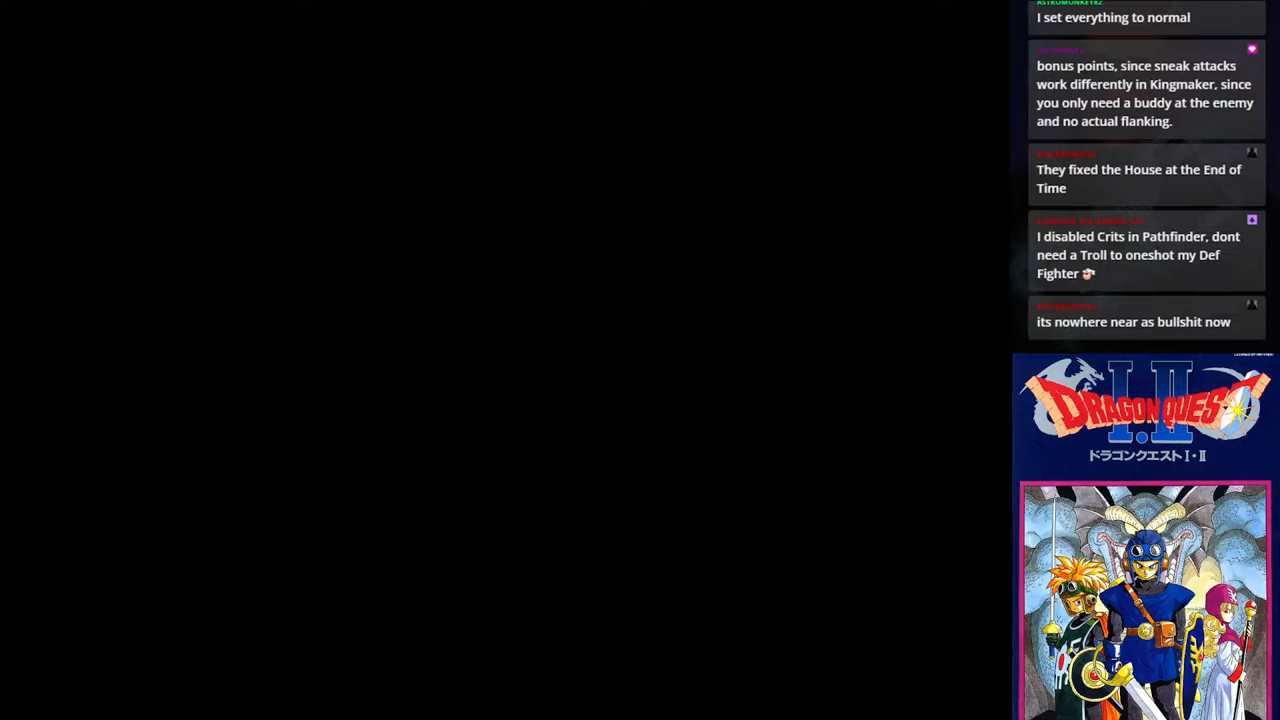 ASTROMONKEY82
I set everything to normal
bonus points, since sneak attacks
work differently in Kingmaker, since
you only need a buddy at the enemy
and no actual flanking.
They fixed the House at the End of
Time
I disabled Crits in Pathfinder, dont
need a Troll to oneshot my Def
Fighter
its nowhere near as bullshit now
DRAGON QUEST
I·II
ドラゴンクエストI・II